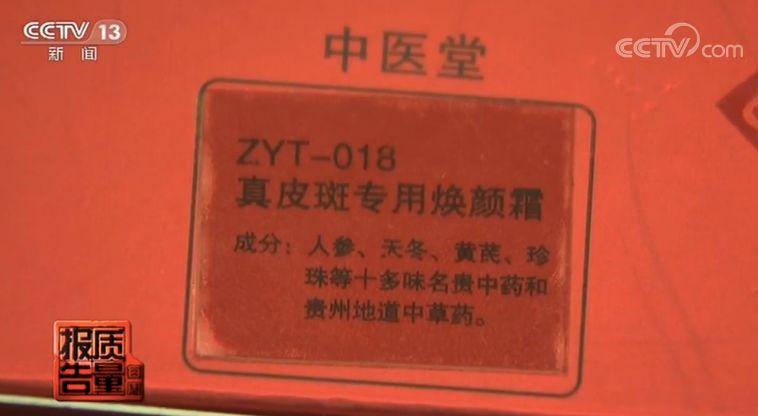 CCTV 13
新闻
CCTV.com
中医堂
ZYT-018
真皮斑专用焕颜霜
成分：人参、天冬、黄芪、珍
珠等十多味名贵中药和
贵州地道中草药。
质量
报告